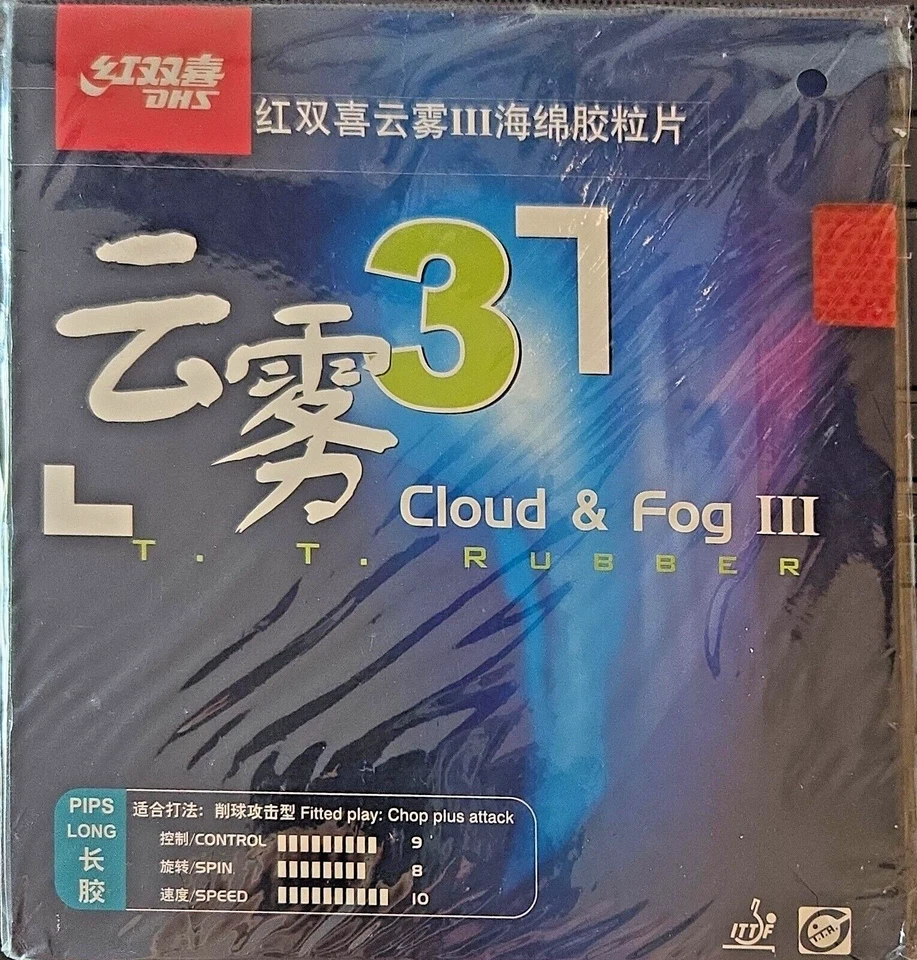 红双喜
DHS
红双喜云雾III海绵胶粒片
云雾3
Cloud & Fog III
T. T. RUBBER
PIPS
LONG
长
胶
适合打法：削球攻击型 Fitted play: Chop plus attack
控制/CONTROL 9
旋转/SPIN 8
速度/SPEED 10
ITTF
T.T.A.